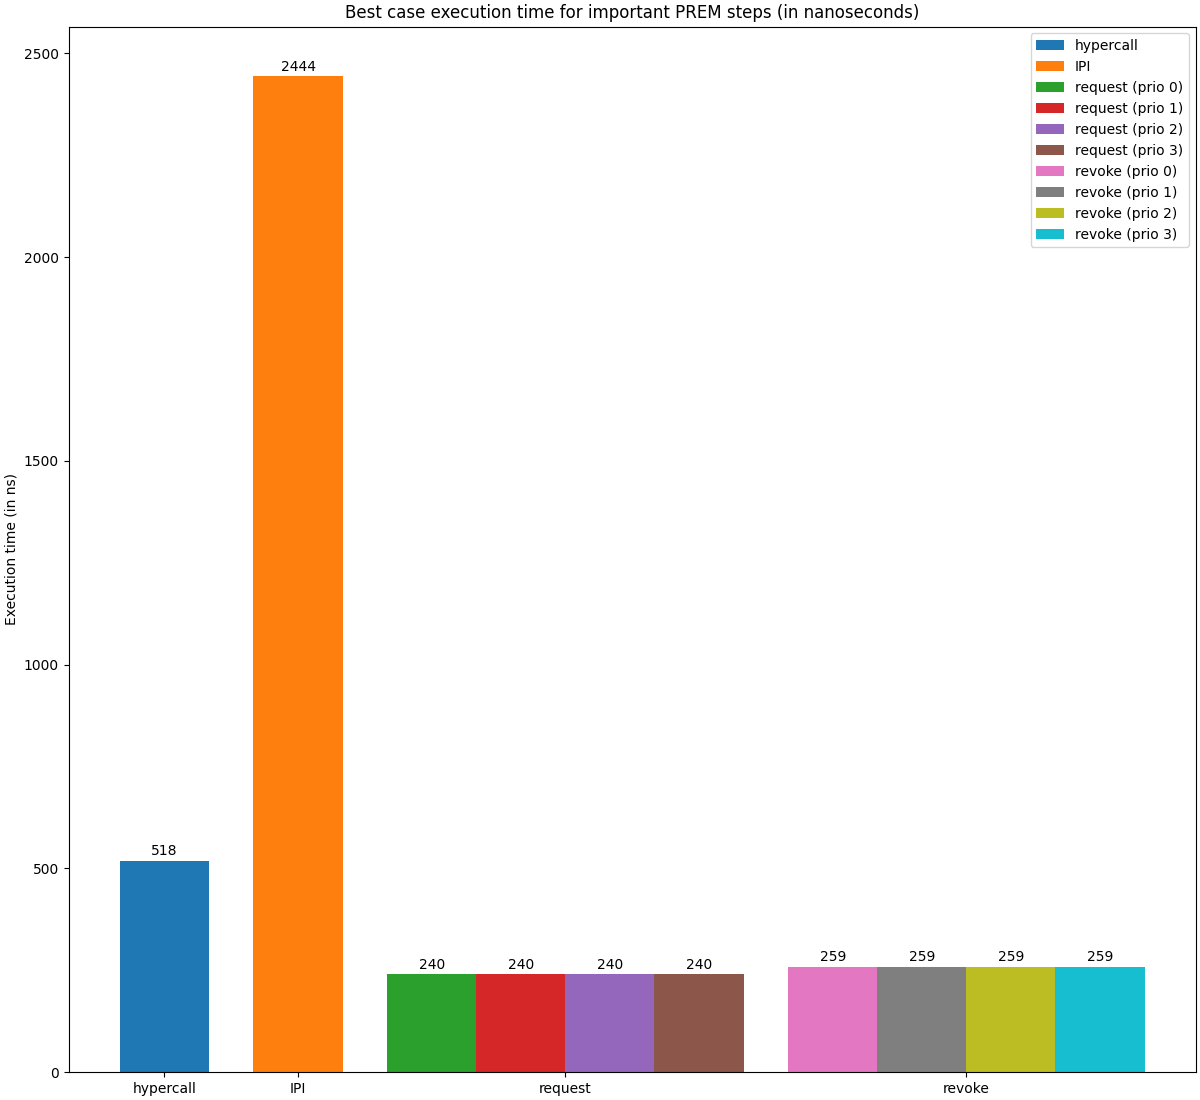 Best case execution time for important PREM steps (in nanoseconds)
Execution time (in ns)
2500
2000
1500
1000
500
0
hypercall
IPI
request (prio 0)
request (prio 1)
request (prio 2)
request (prio 3)
revoke (prio 0)
revoke (prio 1)
revoke (prio 2)
revoke (prio 3)
518
2444
240
240
240
240
259
259
259
259
hypercall
IPI
request
revoke